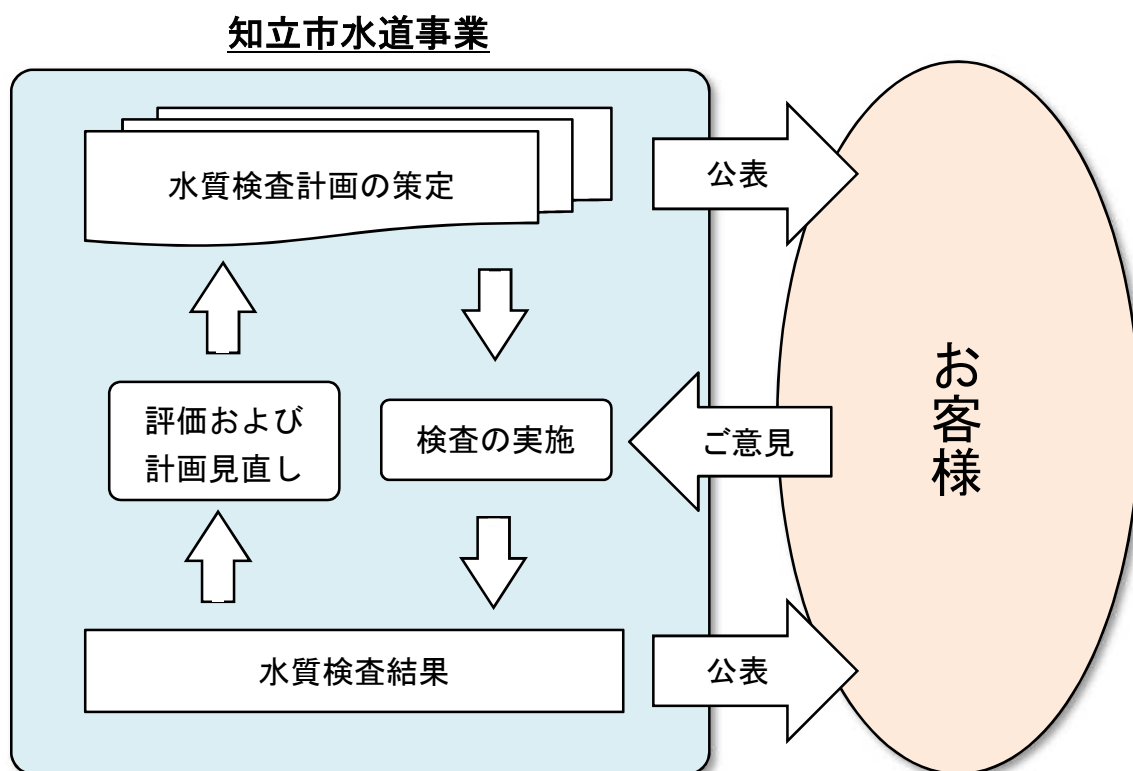 知立市水道事業
水質検査計画の策定
公表
評価および
計画見直し
検査の実施
ご意見
お客様
水質検査結果
公表